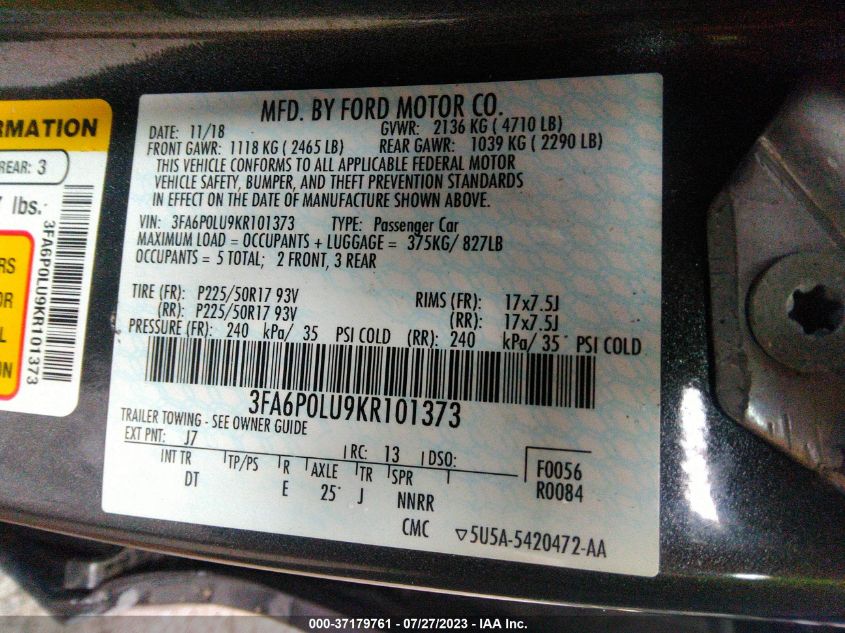 RMATION
REAR: 3
lbs.
RS
OR
L
ON
3FA6P0LU9KR101373
MFD. BY FORD MOTOR CO.
DATE: 11/18 GVWR: 2136 KG ( 4710 LB)
FRONT GAWR: 1118 KG ( 2465 LB) REAR GAWR: 1039 KG ( 2290 LB)
THIS VEHICLE CONFORMS TO ALL APPLICABLE FEDERAL MOTOR
VEHICLE SAFETY, BUMPER, AND THEFT PREVENTION STANDARDS
IN EFFECT ON THE DATE OF MANUFACTURE SHOWN ABOVE.
VIN: 3FA6P0LU9KR101373 TYPE: Passenger Car
MAXIMUM LOAD = OCCUPANTS + LUGGAGE = 375KG/ 827LB
OCCUPANTS = 5 TOTAL; 2 FRONT, 3 REAR
TIRE (FR): P225/50R17 93V RIMS (FR): 17x7.5J
(RR): P225/50R17 93V (RR): 17x7.5J
PRESSURE (FR): 240 kPa/ 35 PSI COLD (RR): 240 kPa/ 35 PSI COLD
3FA6P0LU9KR101373
TRAILER TOWING - SEE OWNER GUIDE
EXT PNT: J7 RC: 13 DSO:
INT TR TP/PS R AXLE TR SPR F0056
DT E 25 J NNRR R0084
CMC ▽5U5A-5420472-AA
000-37179761 - 07/27/2023 - IAA Inc.